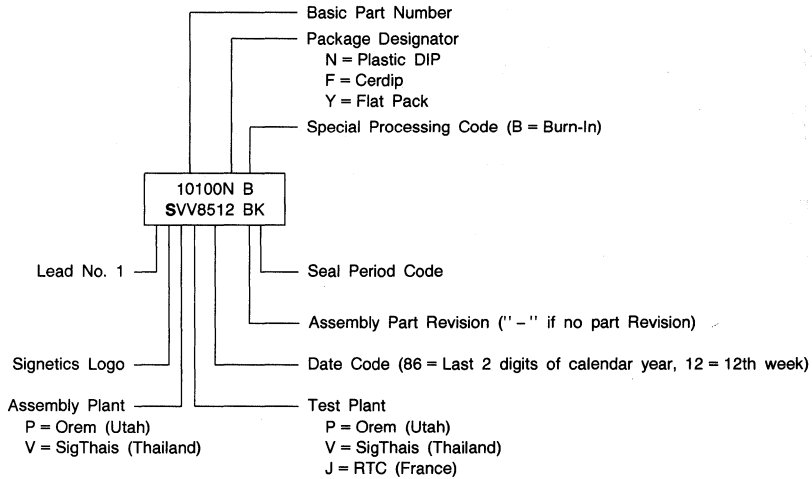 Basic Part Number
Package Designator
N = Plastic DIP
F = Cerdip
Y = Flat Pack
Special Processing Code (B = Burn-In)
10100N B
SVV8512 BK
Lead No. 1
Seal Period Code
Assembly Part Revision ("-" if no part Revision)
Signetics Logo
Date Code (86 = Last 2 digits of calendar year, 12 = 12th week)
Assembly Plant
P = Orem (Utah)
V = SigThais (Thailand)
Test Plant
P = Orem (Utah)
V = SigThais (Thailand)
J = RTC (France)